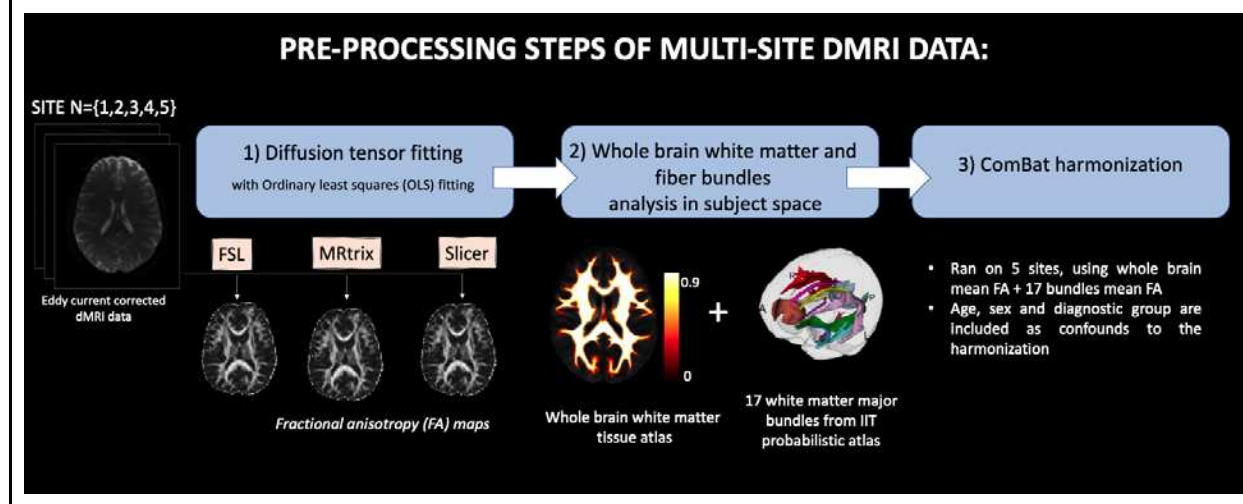 PRE-PROCESSING STEPS OF MULTI-SITE DMRI DATA:
SITE N={1,2,3,4,5}
Eddy current corrected
dMRI data
1) Diffusion tensor fitting
with Ordinary least squares (OLS) fitting
FSL
MRtrix
Slicer
Fractional anisotropy (FA) maps
2) Whole brain white matter and
fiber bundles
analysis in subject space
0.9
0
+
Whole brain white matter
tissue atlas
A
R
P
17 white matter major
bundles from IIT
probabilistic atlas
3) ComBat harmonization
• Ran on 5 sites, using whole brain
mean FA + 17 bundles mean FA
• Age, sex and diagnostic group are
included as confounds to the
harmonization